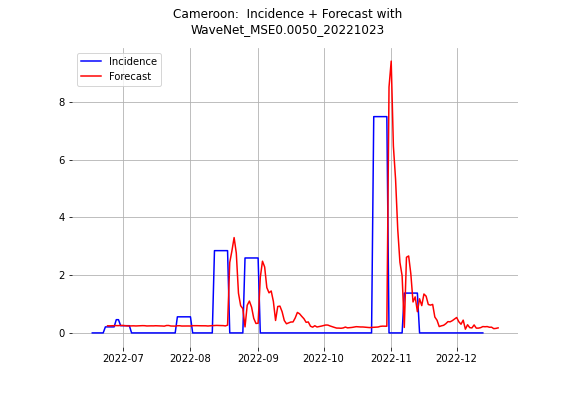 Cameroon:  Incidence + Forecast with
WaveNet_MSE0.0050_20221023
Incidence
Forecast
8
6
4
2
0
2022-07 2022-08 2022-09 2022-10 2022-11 2022-12